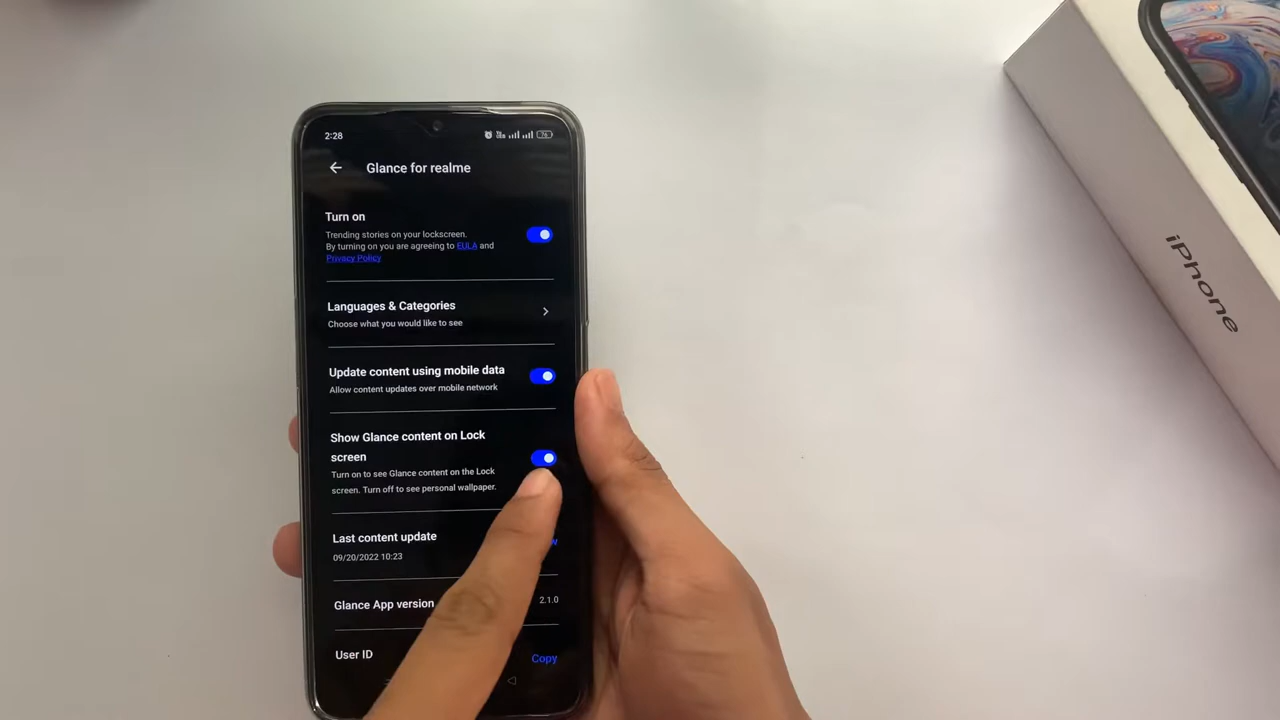 2:28
76
Glance for realme
Turn on
Trending stories on your lockscreen.
By turning on you are agreeing to EULA and
Privacy Policy
Languages & Categories
Choose what you would like to see
Update content using mobile data
Allow content updates over mobile network
Show Glance content on Lock
screen
Turn on to see Glance content on the Lock
screen. Turn off to see personal wallpaper.
Last content update
09/20/2022 10:23
Glance App version 2.1.0
User ID Copy
iPhone